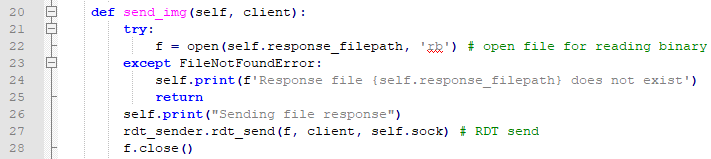 20 def send_img(self, client):
21 try:
22 f = open(self.response_filepath, 'rb') # open file for reading binary
23 except FileNotFoundError:
24 self.print(f'Response file {self.response_filepath} does not exist')
25 return
26 self.print("Sending file response")
27 rdt_sender.rdt_send(f, client, self.sock) # RDT send
28 f.close()